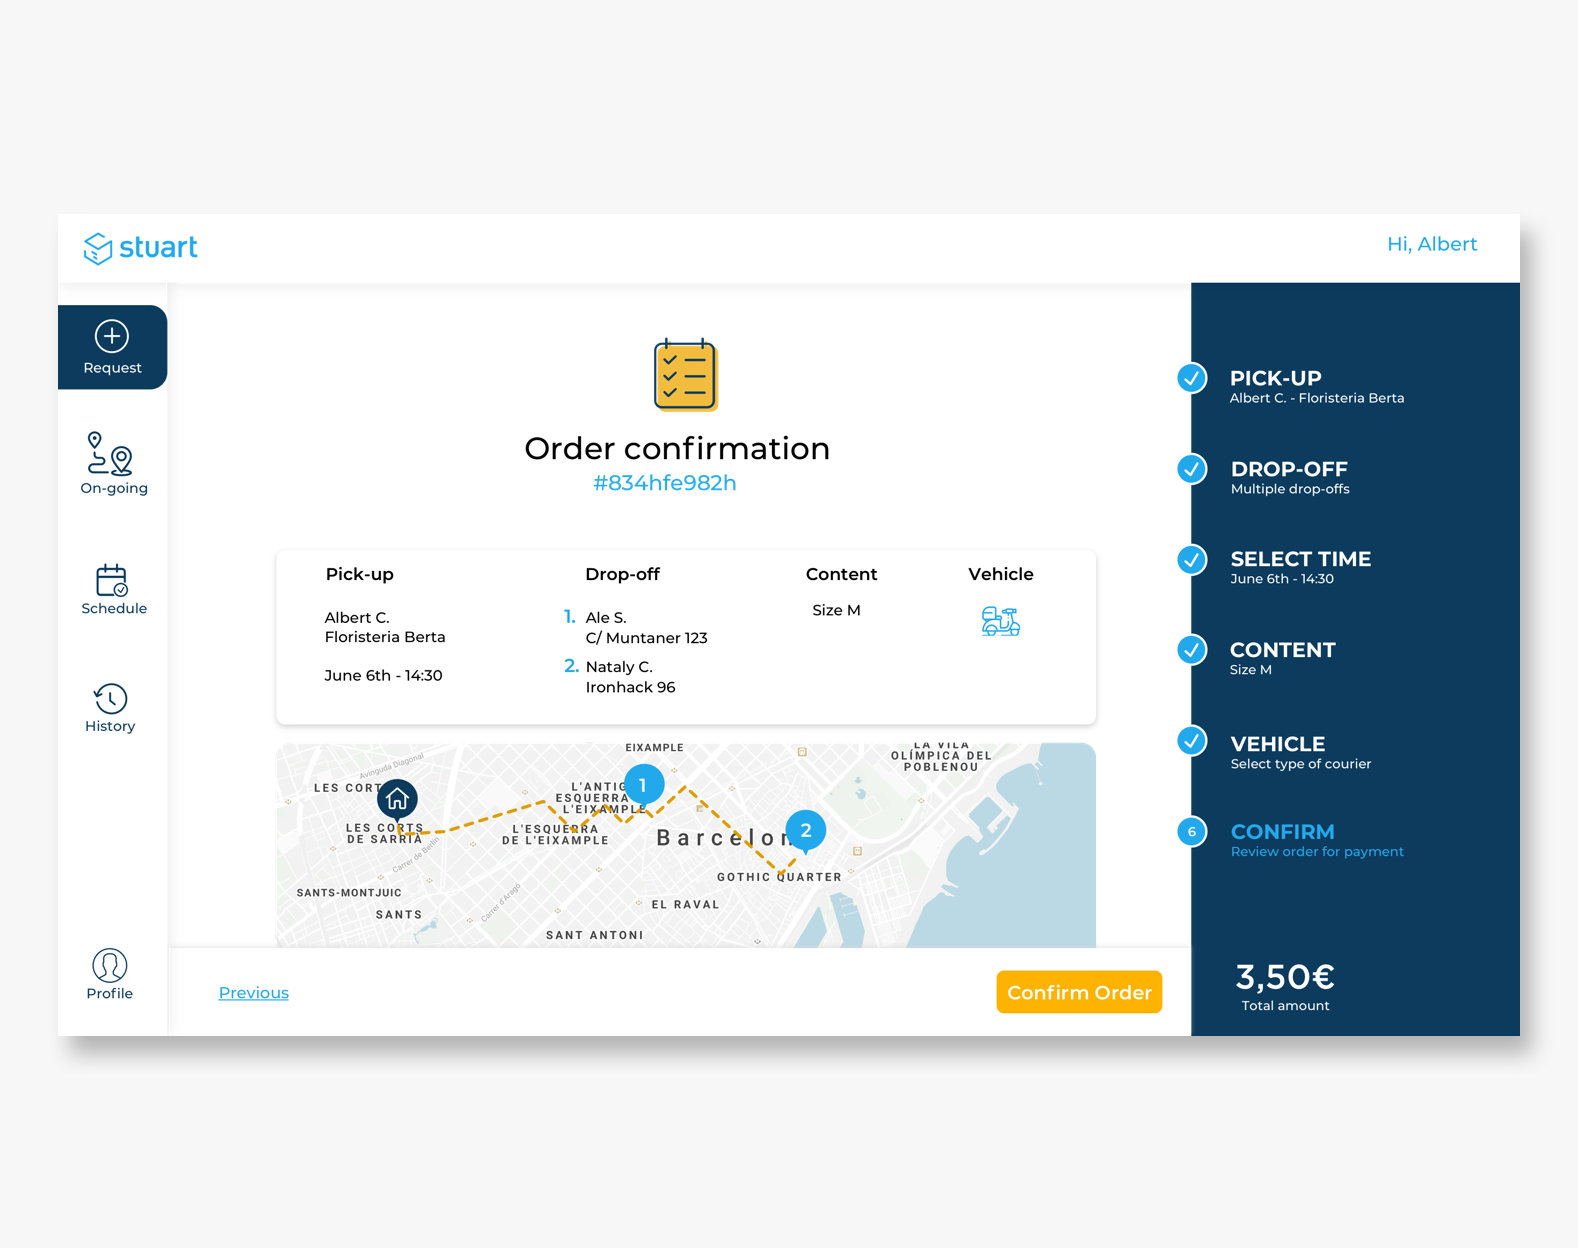 stuart
Hi, Albert
Request
On-going
Schedule
History
Profile
Order confirmation
#834hfe982h
Pick-up
Albert C.
Floristeria Berta
June 6th - 14:30
Drop-off
1. Ale S.
C/ Muntaner 123
2. Nataly C.
Ironhack 96
Content
Size M
Vehicle
EIXAMPLE
LA VILA
OLÍMPICA DEL
POBLENOU
Avinguda Diagonal
LES CORT
L'ANTIG
ESQUERRA
L'EIXAMPLE
1
LES CORTS
DE SARRIÀ
L'ESQUERRA
DE L'EIXAMPLE
Barcelon
2
Carrer de Berlín
GOTHIC QUARTER
SANTS-MONTJUIC
Carrer d'Aragó
EL RAVAL
SANTS
SANT ANTONI
Previous
Confirm Order
PICK-UP
Albert C. - Floristeria Berta
DROP-OFF
Multiple drop-offs
SELECT TIME
June 6th - 14:30
CONTENT
Size M
VEHICLE
Select type of courier
6
CONFIRM
Review order for payment
3,50€
Total amount